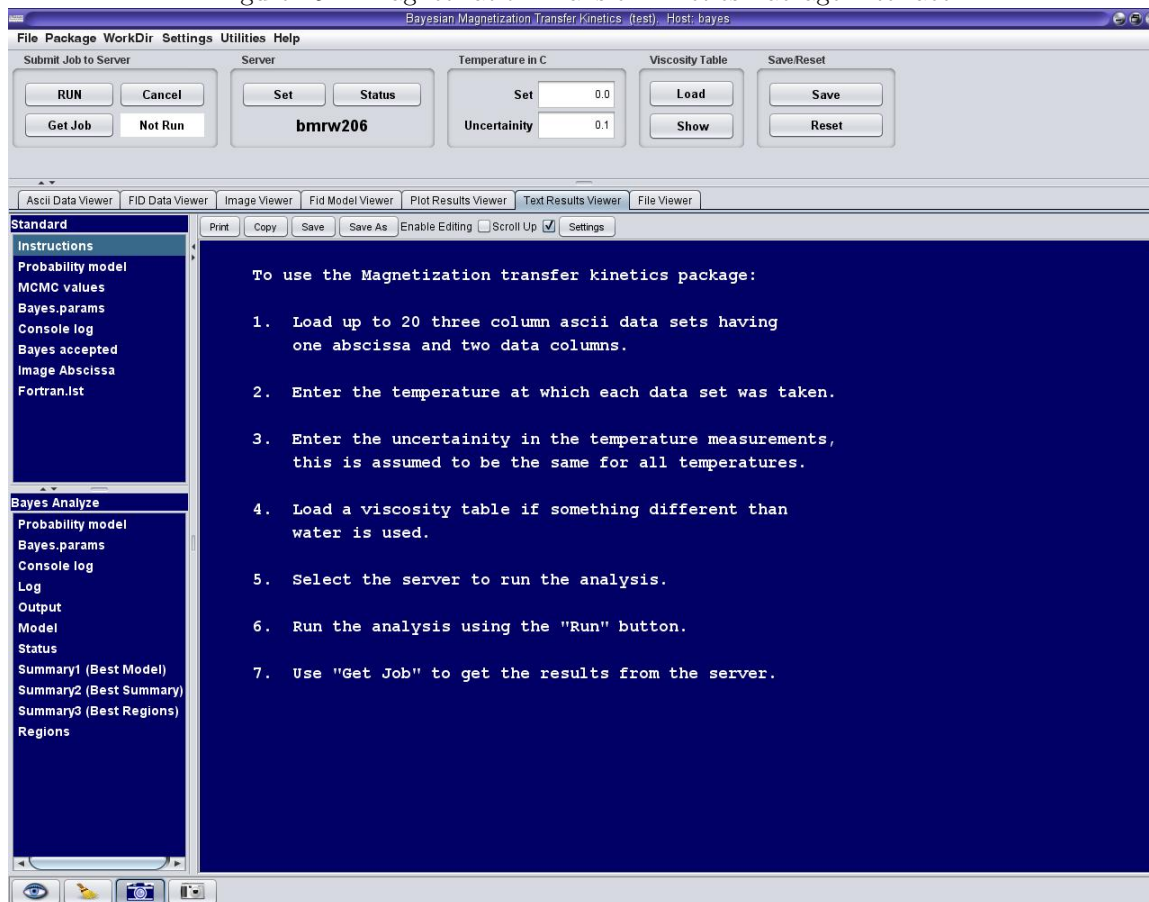 Bayesian Magnetization Transfer Kinetics (test), Host: bayes
File Package WorkDir Settings Utilities Help
Submit Job to Server Server Temperature in C Viscosity Table Save/Reset
RUN Cancel Set Status Set 0.0 Load Save
Get Job Not Run bmrw206 Uncertainity 0.1 Show Reset
Ascii Data Viewer FID Data Viewer Image Viewer Fid Model Viewer Plot Results Viewer Text Results Viewer File Viewer
Standard
Print Copy Save Save As Enable Editing Scroll Up Settings
Instructions
Probability model
MCMC values
Bayes.params
Console log
Bayes accepted
Image Abscissa
Fortran.lst
Bayes Analyze
Probability model
Bayes.params
Console log
Log
Output
Model
Status
Summary1 (Best Model)
Summary2 (Best Summary)
Summary3 (Best Regions)
Regions
To use the Magnetization transfer kinetics package:
1. Load up to 20 three column ascii data sets having
one abscissa and two data columns.
2. Enter the temperature at which each data set was taken.
3. Enter the uncertainity in the temperature measurements,
this is assumed to be the same for all temperatures.
4. Load a viscosity table if something different than
water is used.
5. Select the server to run the analysis.
6. Run the analysis using the "Run" button.
7. Use "Get Job" to get the results from the server.